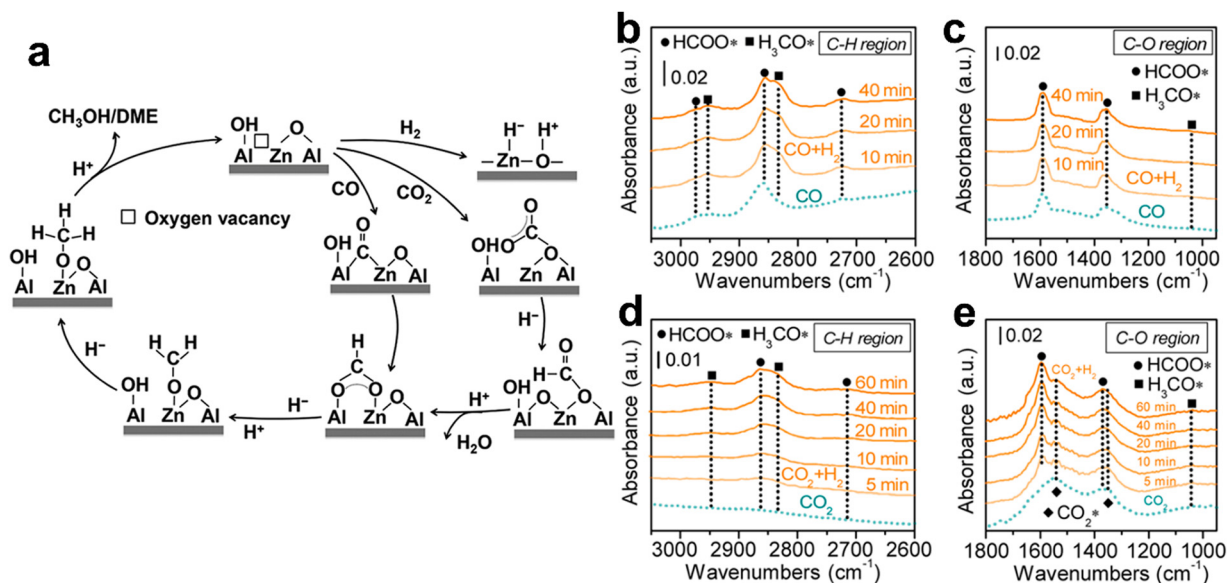 a
CH₃OH/DME
H⁺
OH
O
Al
Zn
Al
H₂
H⁻
H⁺
—Zn—O—
CO
CO₂
□ Oxygen vacancy
H
H
C
H
OH
O
O
Al
Zn
Al
O
OH
C
O
Al
Zn
Al
O
C
OHO
O
O
Al
Zn
Al
H⁻
H⁻
H
H
C
O
OH
O
Al
Zn
Al
H⁻
H⁺
H
C
O
O
O
Al
Zn
Al
H⁺
H₂O
O
HC
OH
O
O
O
Al
Zn
Al
b
● HCOO* ■ H₃CO*
C-H region
0.02
40 min
20 min
CO+H₂
10 min
CO
Absorbance (a.u.)
3000 2900 2800 2700 2600
Wavenumbers (cm⁻¹)
c
C-O region
0.02
● HCOO*
■ H₃CO*
40 min
20 min
10 min
CO+H₂
CO
Absorbance (a.u.)
1800 1600 1400 1200 1000
Wavenumbers (cm⁻¹)
d
● HCOO* ■ H₃CO*
C-H region
0.01
60 min
40 min
20 min
10 min
CO₂+H₂
5 min
CO₂
Absorbance (a.u.)
3000 2900 2800 2700 2600
Wavenumbers (cm⁻¹)
e
0.02
C-O region
● HCOO*
■ H₃CO*
CO₂+H₂
60 min
40 min
20 min
10 min
5 min
CO₂
◆ CO₂*
Absorbance (a.u.)
1800 1600 1400 1200 1000
Wavenumbers (cm⁻¹)